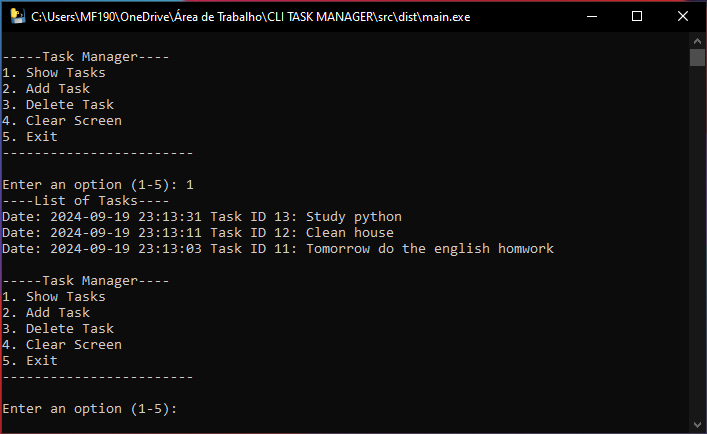 C:\Users\MF190\OneDrive\Área de Trabalho\CLI TASK MANAGER\src\dist\main.exe
-----Task Manager----
1. Show Tasks
2. Add Task
3. Delete Task
4. Clear Screen
5. Exit
------------------------
Enter an option (1-5): 1
----List of Tasks----
Date: 2024-09-19 23:13:31 Task ID 13: Study python
Date: 2024-09-19 23:13:11 Task ID 12: Clean house
Date: 2024-09-19 23:13:03 Task ID 11: Tomorrow do the english homwork
-----Task Manager----
1. Show Tasks
2. Add Task
3. Delete Task
4. Clear Screen
5. Exit
------------------------
Enter an option (1-5):